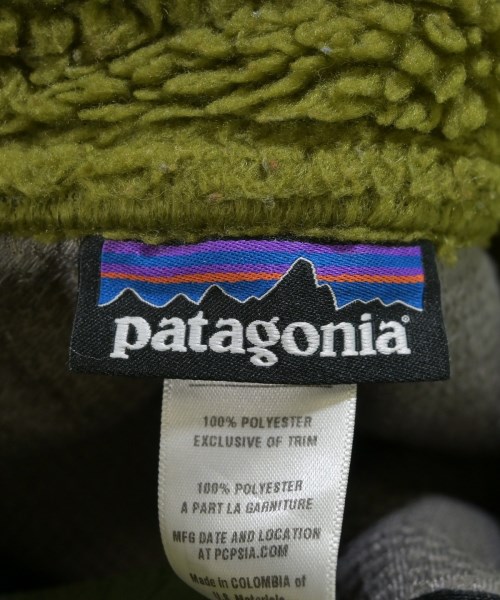 patagonia®
100% POLYESTER
EXCLUSIVE OF TRIM
100% POLYESTER
A PART LA GARNITURE
MFG DATE AND LOCATION
AT PCPSIA.COM
Made in COLOMBIA of
U.S. Materials